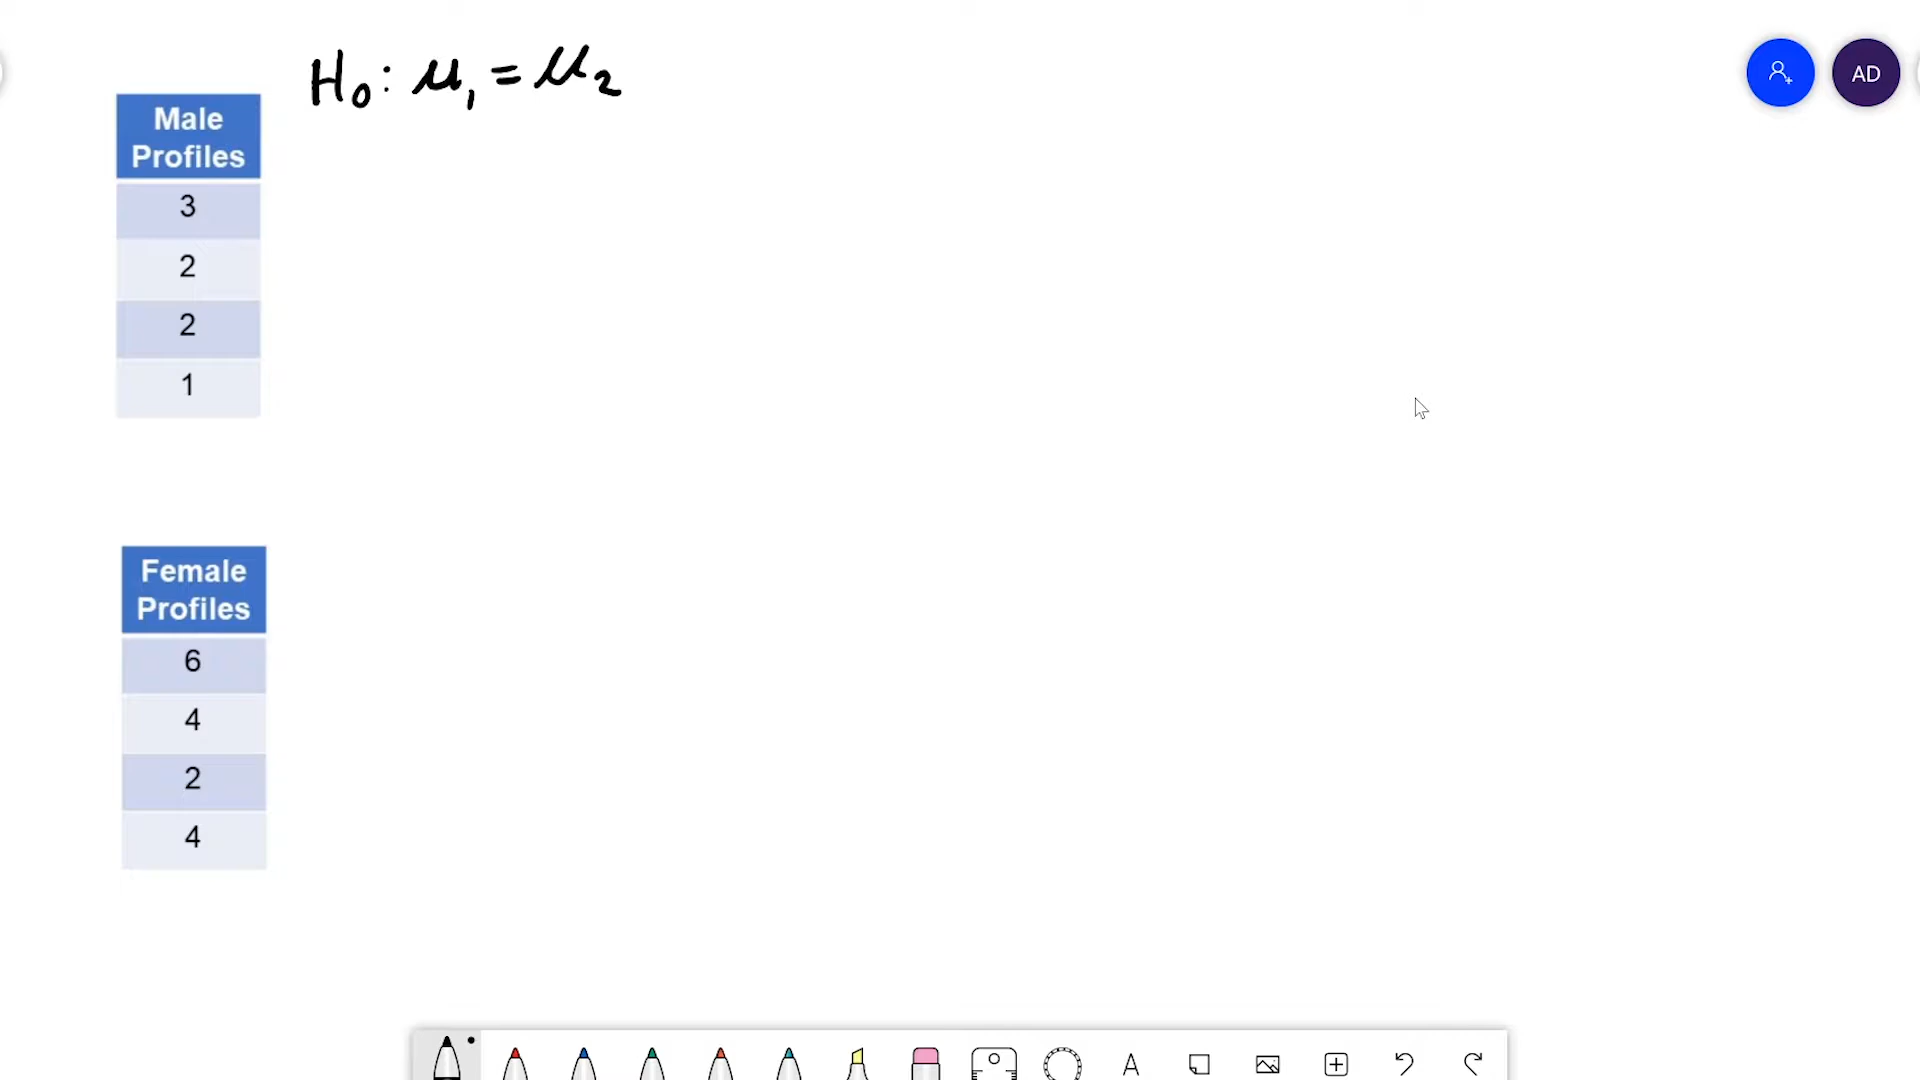 H₀: μ₁ = μ₂
AD
Male
Profiles
3
2
2
1
Female
Profiles
6
4
2
4
A